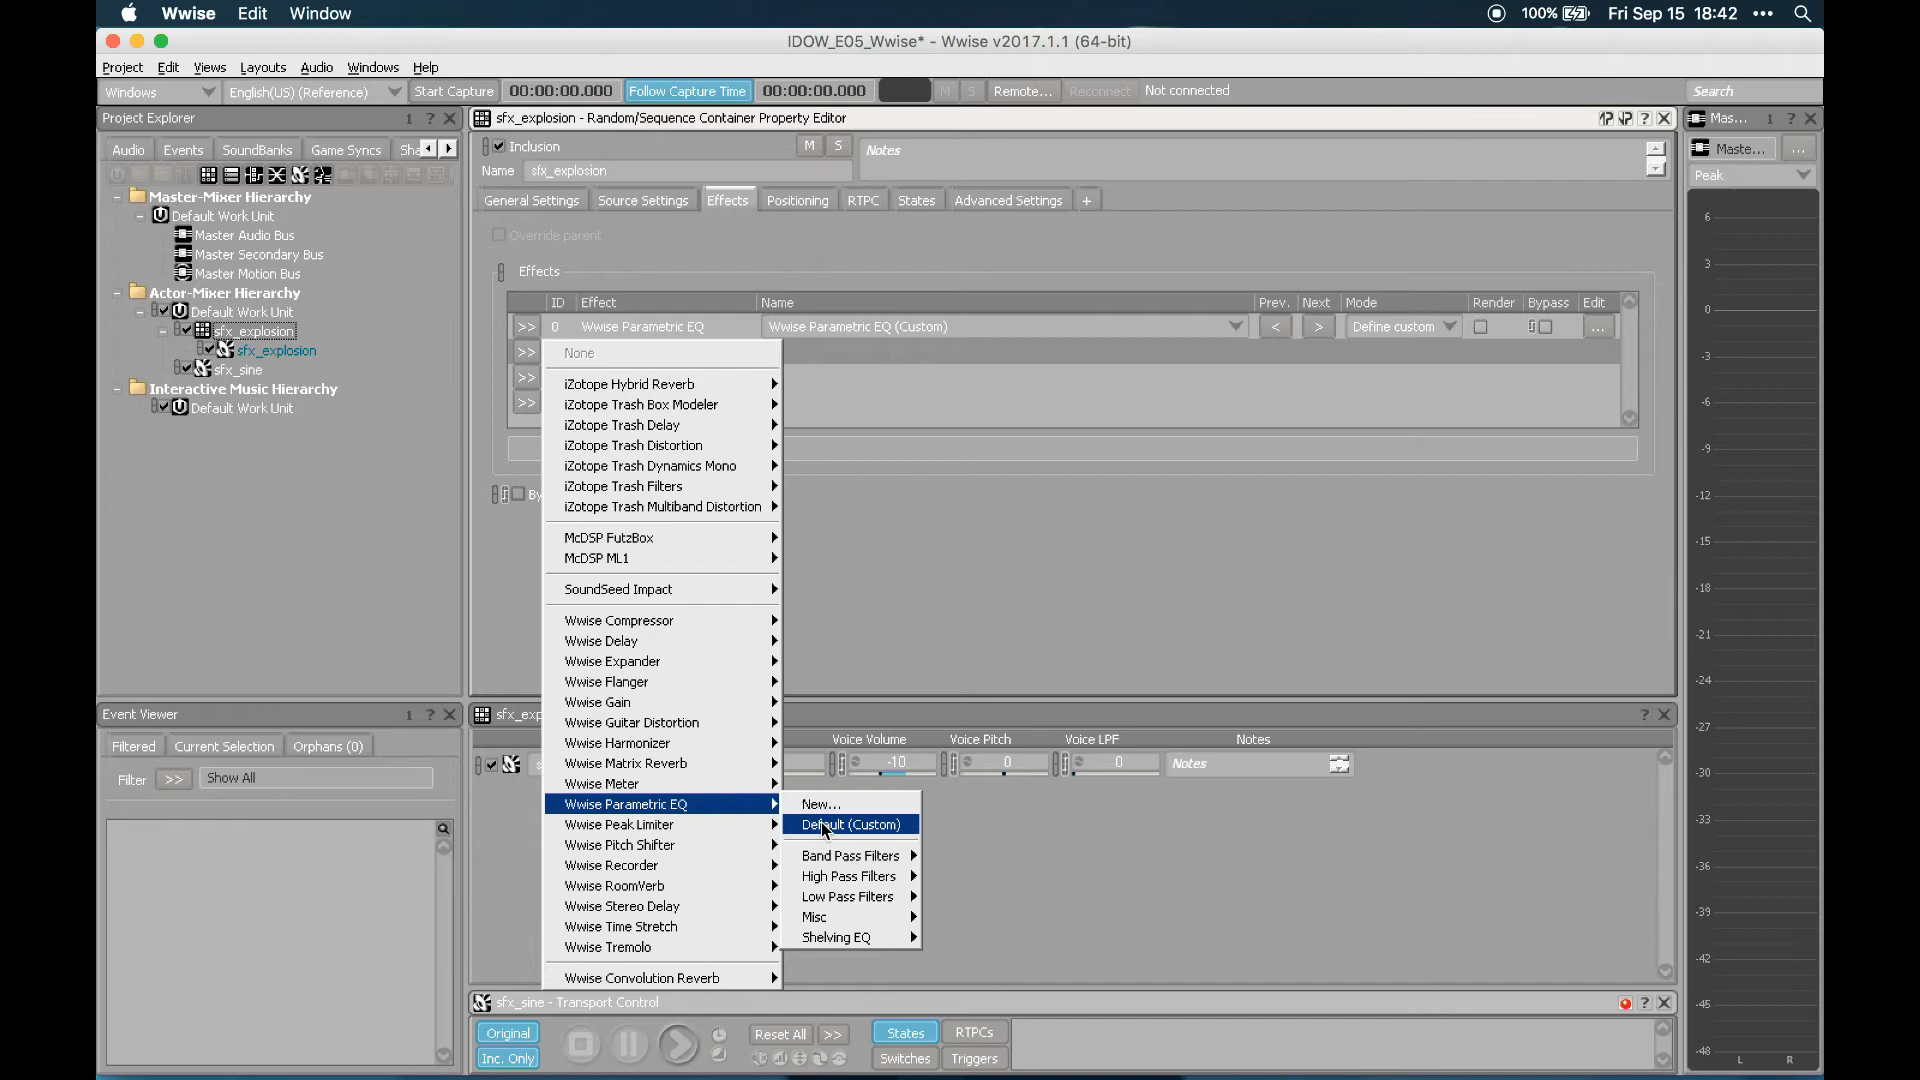 Wwise Edit Window
100% Fri Sep 15 18:42
IDOW_E05_Wwise* - Wwise v2017.1.1 (64-bit)
Project Edit Views Layouts Audio Windows Help
Windows English(US) (Reference) Start Capture 00:00:00.000 Follow Capture Time 00:00:00.000 M S Remote... Reconnect Not connected Search
Project Explorer
Audio Events SoundBanks Game Syncs Sha
Master-Mixer Hierarchy
Default Work Unit
Master Audio Bus
Master Secondary Bus
Master Motion Bus
Actor-Mixer Hierarchy
Default Work Unit
sfx_explosion
sfx_explosion
sfx_sine
Interactive Music Hierarchy
Default Work Unit
sfx_explosion - Random/Sequence Container Property Editor
Inclusion M S Notes
Name sfx_explosion
General Settings Source Settings Effects Positioning RTPC States Advanced Settings +
Override parent
Effects
ID Effect Name Prev. Next Mode Render Bypass Edit
>> 0 Wwise Parametric EQ Wwise Parametric EQ (Custom) < > Define custom ...
>>
>>
>>
By
None
iZotope Hybrid Reverb
iZotope Trash Box Modeler
iZotope Trash Delay
iZotope Trash Distortion
iZotope Trash Dynamics Mono
iZotope Trash Filters
iZotope Trash Multiband Distortion
McDSP FutzBox
McDSP ML1
SoundSeed Impact
Wwise Compressor
Wwise Delay
Wwise Expander
Wwise Flanger
Wwise Gain
Wwise Guitar Distortion
Wwise Harmonizer
Wwise Matrix Reverb
Wwise Meter
Wwise Parametric EQ
Wwise Peak Limiter
Wwise Pitch Shifter
Wwise Recorder
Wwise RoomVerb
Wwise Stereo Delay
Wwise Time Stretch
Wwise Tremolo
Wwise Convolution Reverb
New...
Default (Custom)
Band Pass Filters
High Pass Filters
Low Pass Filters
Misc
Shelving EQ
Event Viewer
Filtered Current Selection Orphans (0)
Filter >> Show All
sfx_exp
Voice Volume Voice Pitch Voice LPF Notes
s -10 0 0 Notes
sfx_sine - Transport Control
Original Reset All >> States RTPCs
Inc. Only Switches Triggers
Mas...
Maste... ...
Peak
6
3
0
-3
-6
-9
-12
-15
-18
-21
-24
-27
-30
-33
-36
-39
-42
-45
-48
L R